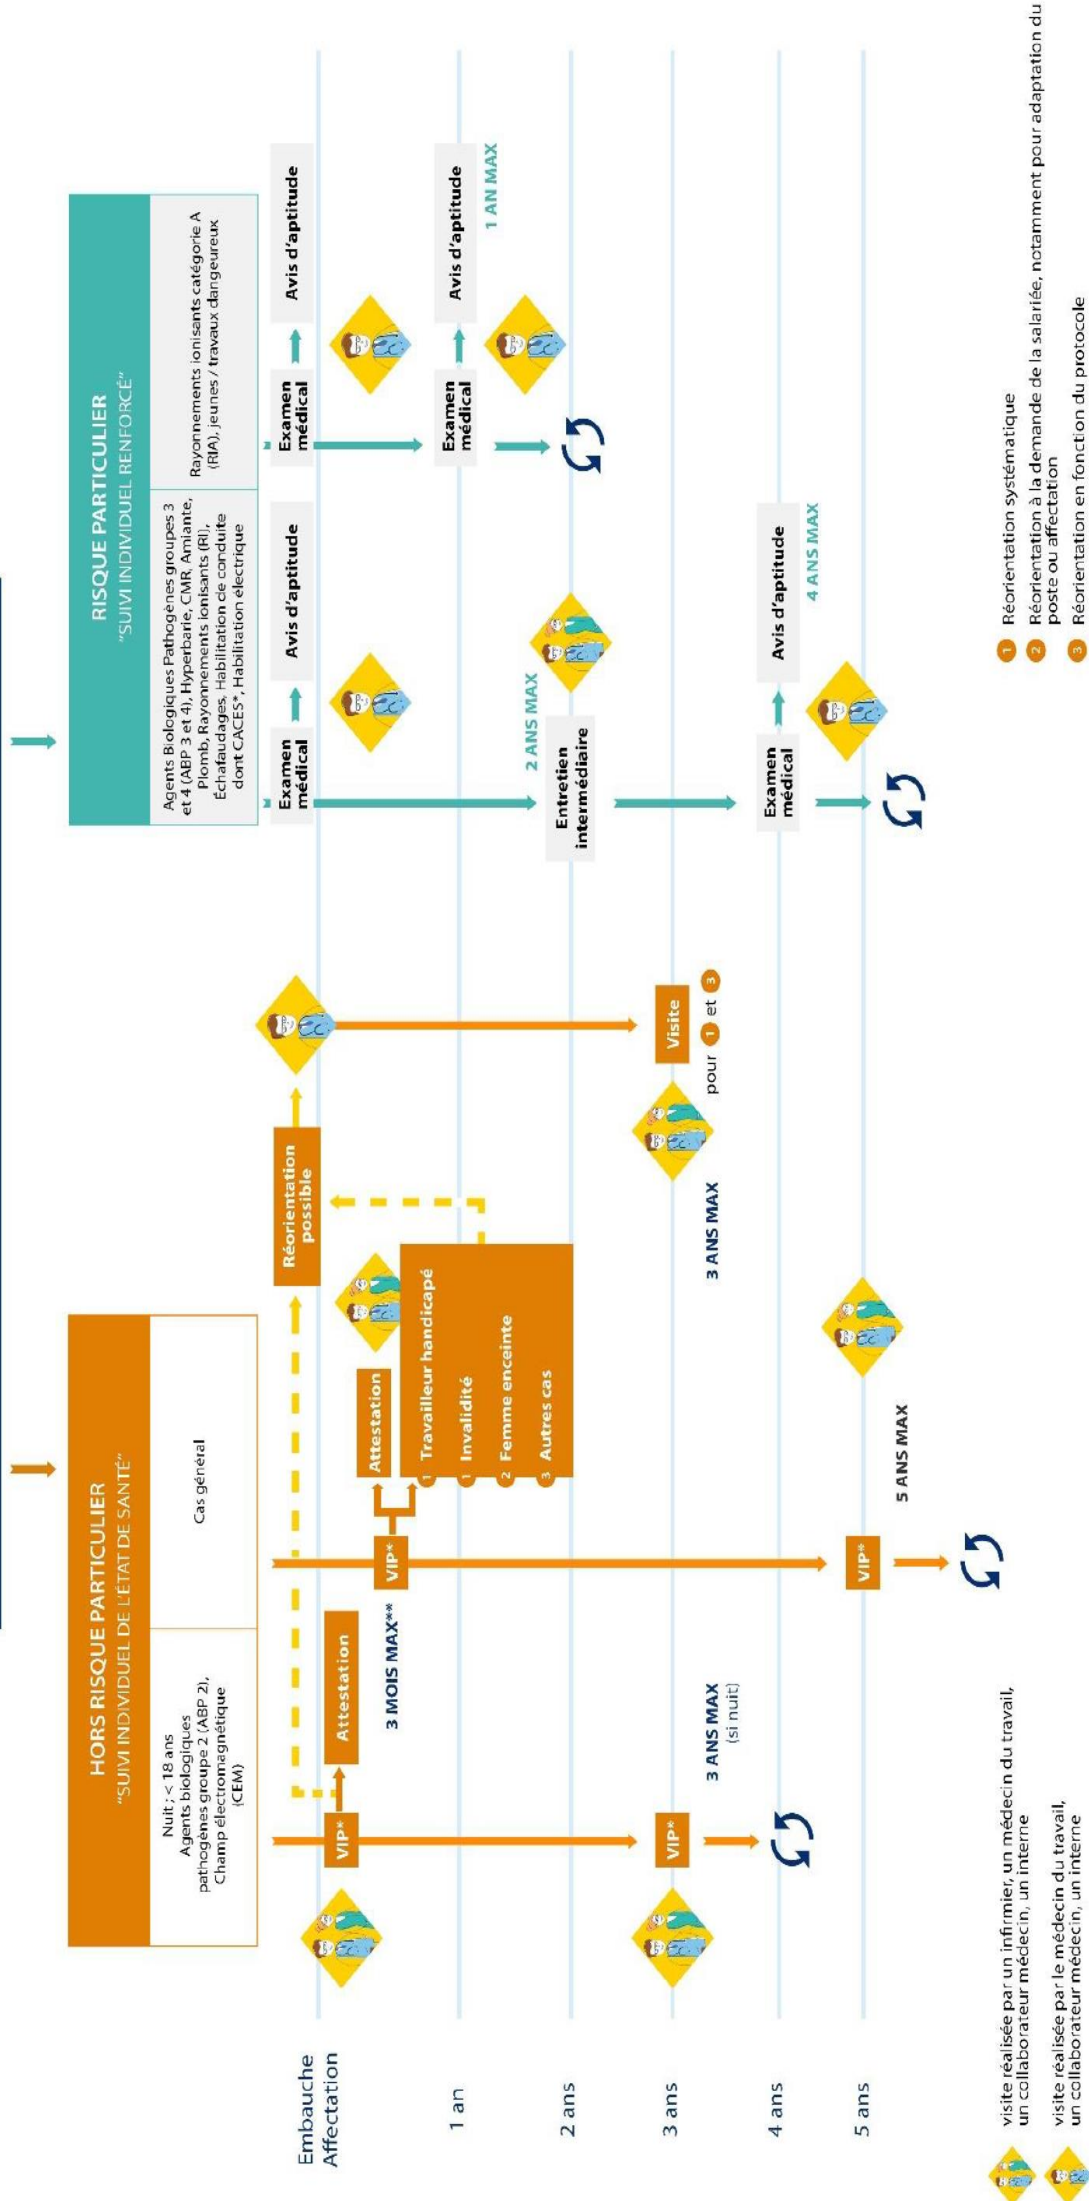 HORS RISQUE PARTICULIER
"SUIVI INDIVIDUEL DE L'ÉTAT DE SANTÉ"
Nuit ; < 18 ans
Agents biologiques
pathogènes groupe 2 (ABP 2),
Champ électromagnétique
(CEM)
Cas général
RISQUE PARTICULIER
"SUIVI INDIVIDUEL RENFORCÉ"
Agents Biologiques Pathogènes groupes 3
et 4 (ABP 3 et 4), Hyperbarie, CMR, Amiante,
Plomb, Rayonnements ionisants (RI),
Échafaudages, Habilitation de conduite
dont CACES*, Habilitation électrique
Rayonnements ionisants catégorie A
(RIA), jeunes / travaux dangeureux
Embauche
Affectation
VIP*
Attestation
3 MOIS MAX**
VIP*
Attestation
1 Travailleur handicapé
1 Invalidité
2 Femme enceinte
3 Autres cas
Réorientation
possible
Examen
médical
Avis d'aptitude
Examen
médical
Avis d'aptitude
1 an
Examen
médical
Avis d'aptitude
1 AN MAX
2 ans
2 ANS MAX
Entretien
intermédiaire
3 ans
VIP*
3 ANS MAX
(si nuit)
3 ANS MAX
Visite
pour 1 et 3
4 ans
Examen
médical
Avis d'aptitude
4 ANS MAX
5 ans
VIP*
5 ANS MAX
visite réalisée par un infirmier, un médecin du travail,
un collaborateur médecin, un interne
visite réalisée par le médecin du travail,
un collaborateur médecin, un interne
1 Réorientation systématique
2 Réorientation à la demande de la salariée, notamment pour adaptation du
poste ou affectation
3 Réorientation en fonction du protocole